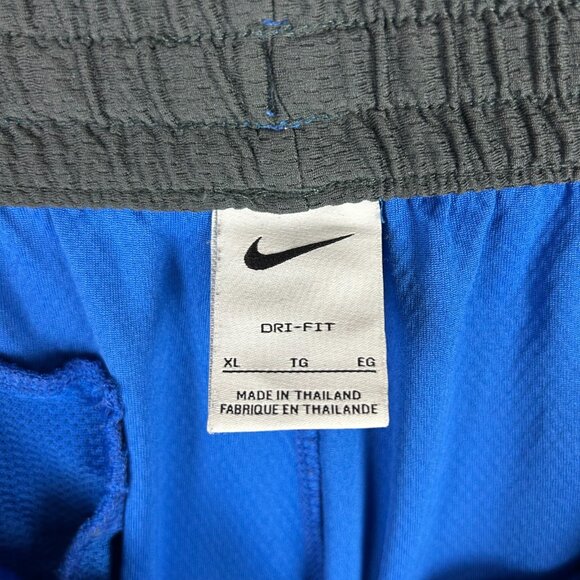 DRI-FIT
XL TG EG
MADE IN THAILAND
FABRIQUE EN THAILANDE